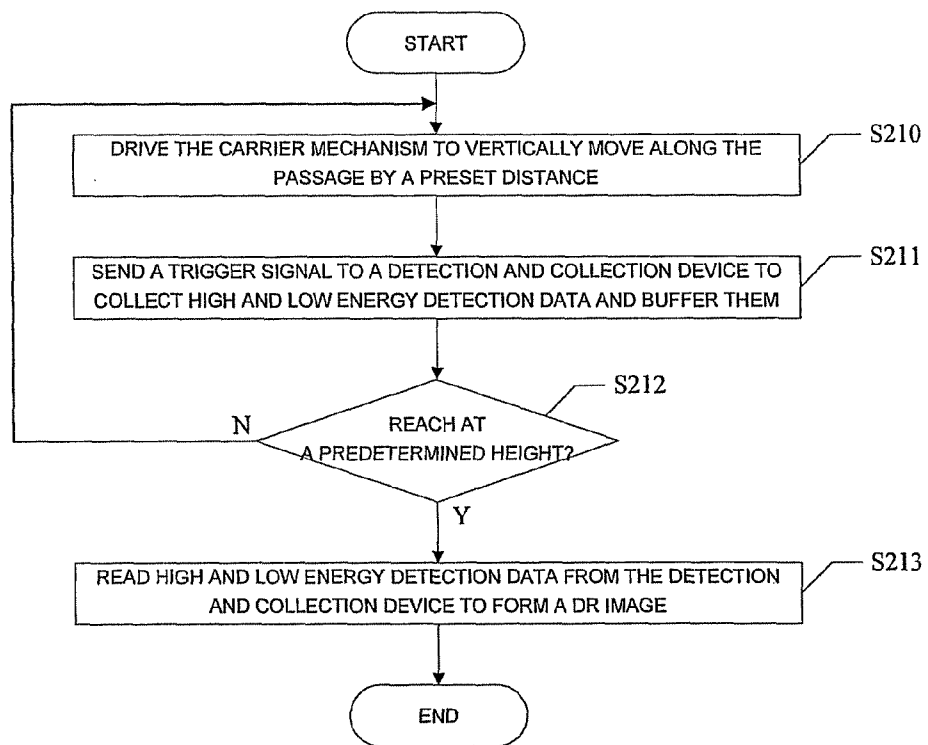 START
DRIVE THE CARRIER MECHANISM TO VERTICALLY MOVE ALONG THE
PASSAGE BY A PRESET DISTANCE
S210
SEND A TRIGGER SIGNAL TO A DETECTION AND COLLECTION DEVICE TO
COLLECT HIGH AND LOW ENERGY DETECTION DATA AND BUFFER THEM
S211
REACH AT
A PREDETERMINED HEIGHT?
S212
N
Y
READ HIGH AND LOW ENERGY DETECTION DATA FROM THE DETECTION
AND COLLECTION DEVICE TO FORM A DR IMAGE
S213
END